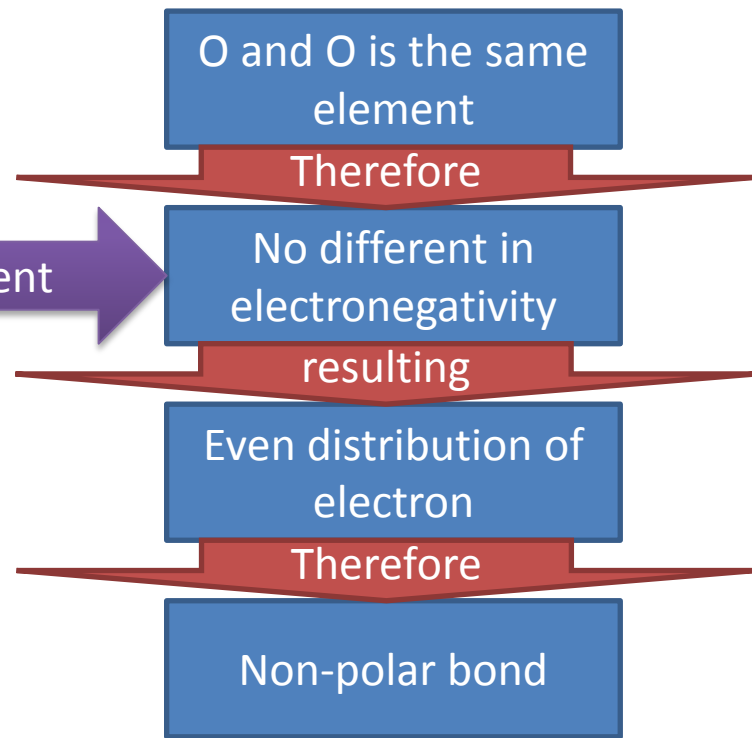 O and O is the same
element
Therefore
No different in
electronegativity
resulting
Even distribution of
electron
Therefore
Non-polar bond